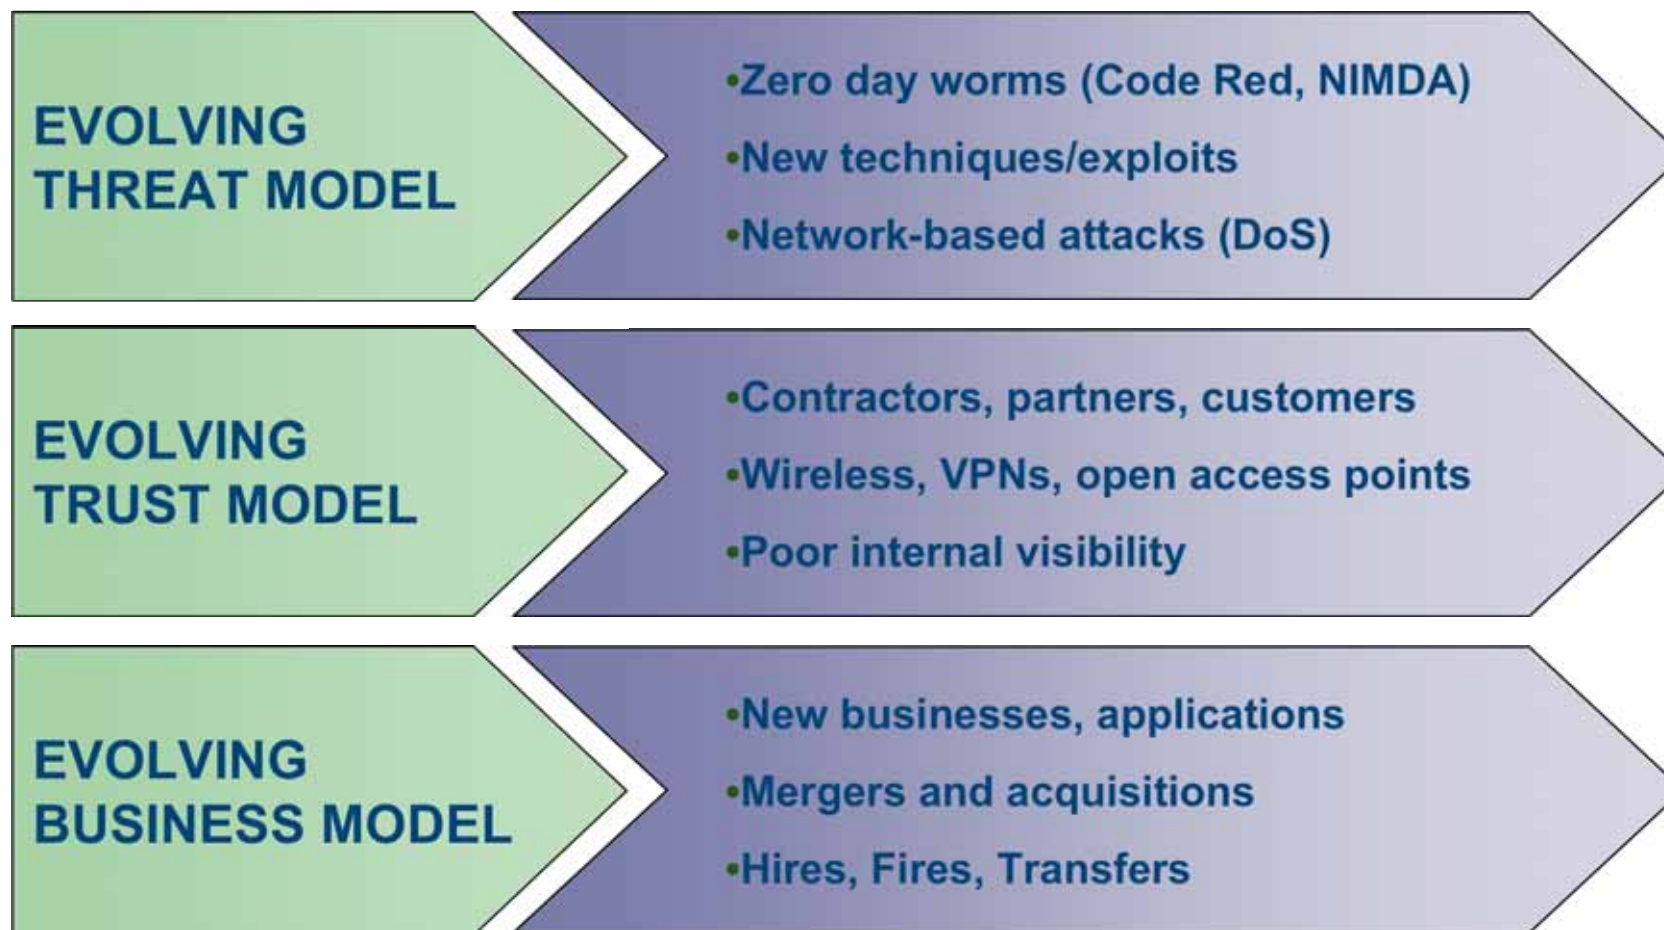 EVOLVING
THREAT MODEL
•Zero day worms (Code Red, NIMDA)
•New techniques/exploits
•Network-based attacks (DoS)
EVOLVING
TRUST MODEL
•Contractors, partners, customers
•Wireless, VPNs, open access points
•Poor internal visibility
EVOLVING
BUSINESS MODEL
•New businesses, applications
•Mergers and acquisitions
•Hires, Fires, Transfers